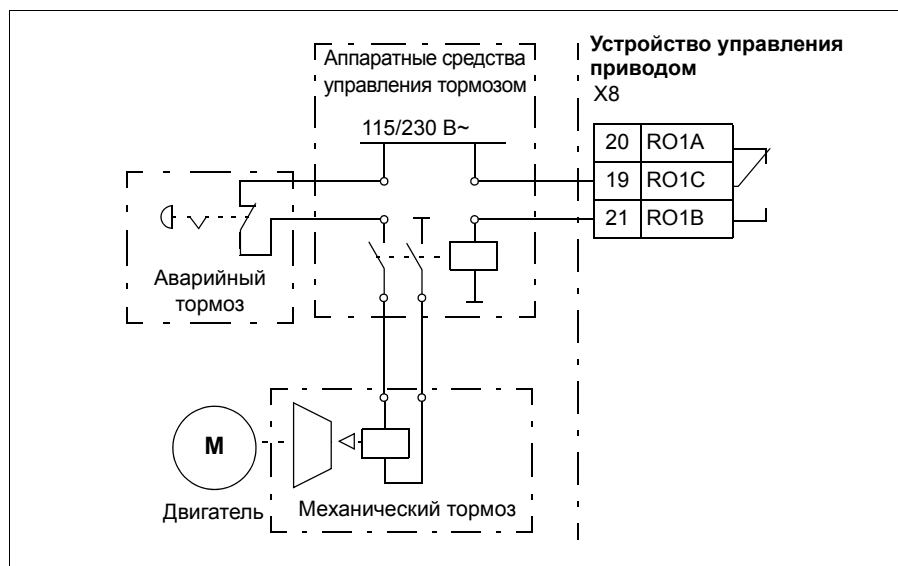 Аппаратные средства
управления тормозом
115/230 В~
Устройство управления
приводом
X8
20 RO1A
19 RO1C
21 RO1B
Аварийный
тормоз
M
Двигатель
Механический тормоз